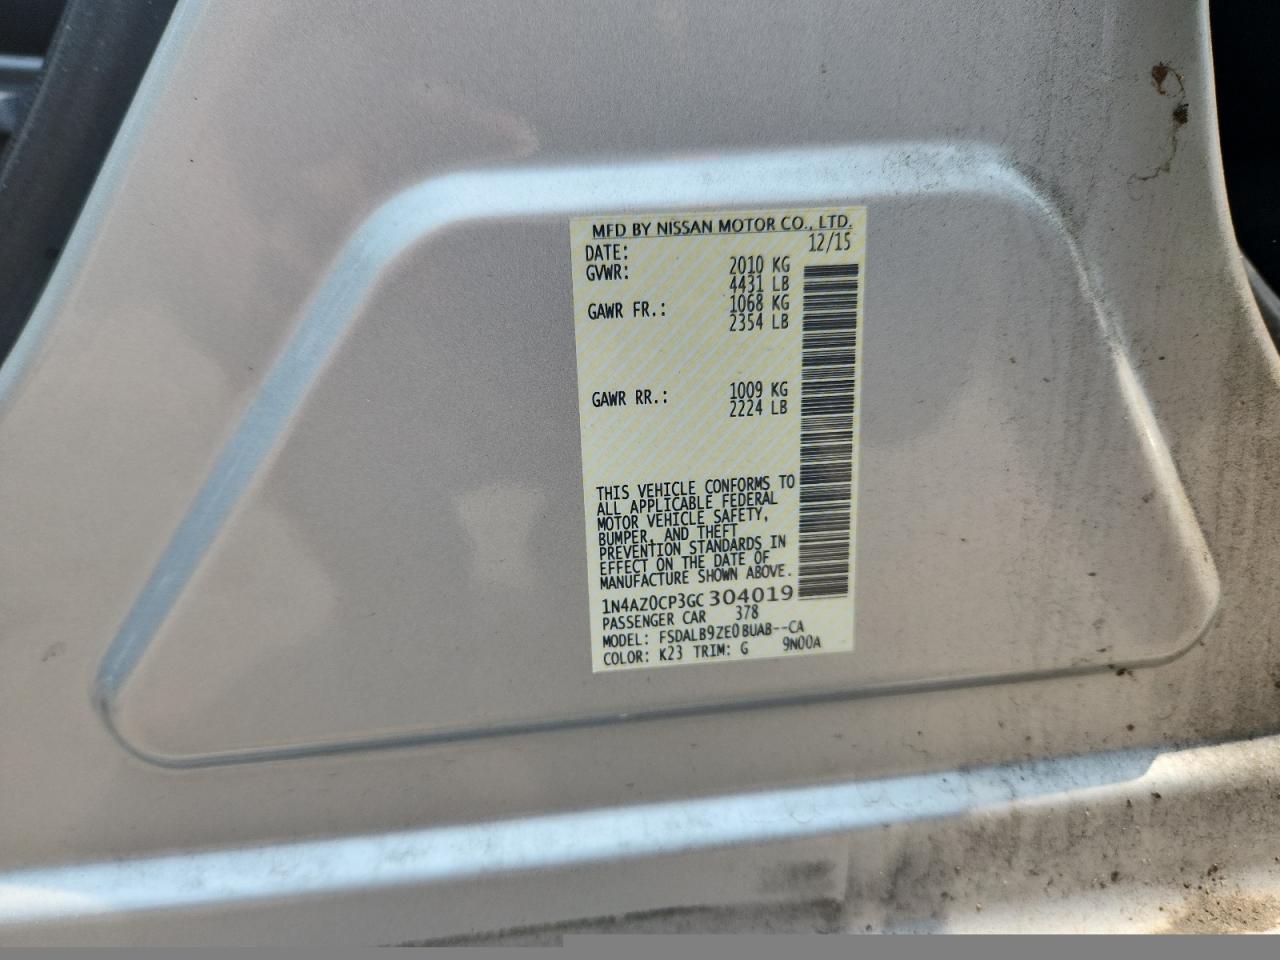 MFD BY NISSAN MOTOR CO., LTD.
DATE: 12/15
GVWR: 2010 KG
4431 LB
GAWR FR.: 1068 KG
2354 LB
GAWR RR.: 1009 KG
2224 LB
THIS VEHICLE CONFORMS TO
ALL APPLICABLE FEDERAL
MOTOR VEHICLE SAFETY,
BUMPER, AND THEFT
PREVENTION STANDARDS IN
EFFECT ON THE DATE OF
MANUFACTURE SHOWN ABOVE.
1N4AZ0CP3GC304019
PASSENGER CAR 378
MODEL: FSDALB9ZE0BUAB--CA
COLOR: K23 TRIM: G 9N00A